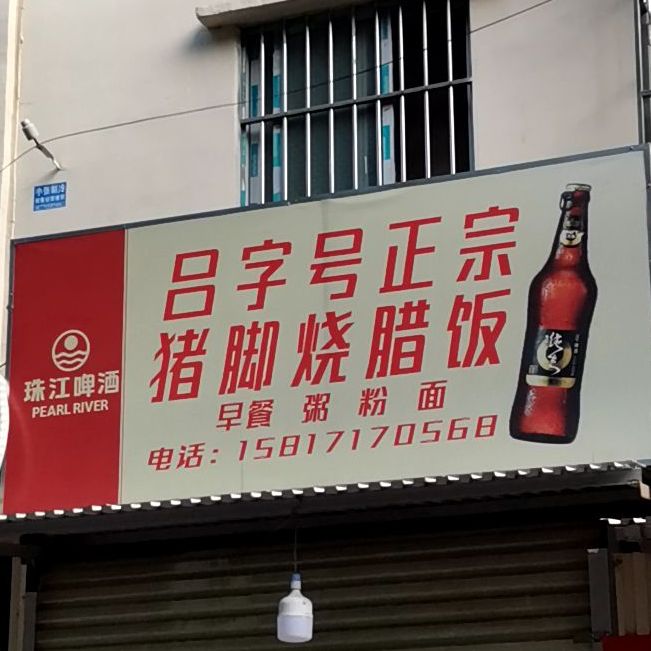 吕字号正宗
猪脚烧腊饭
早餐 粥 粉 面
电话：15817170568
珠江啤酒
PEARL RIVER